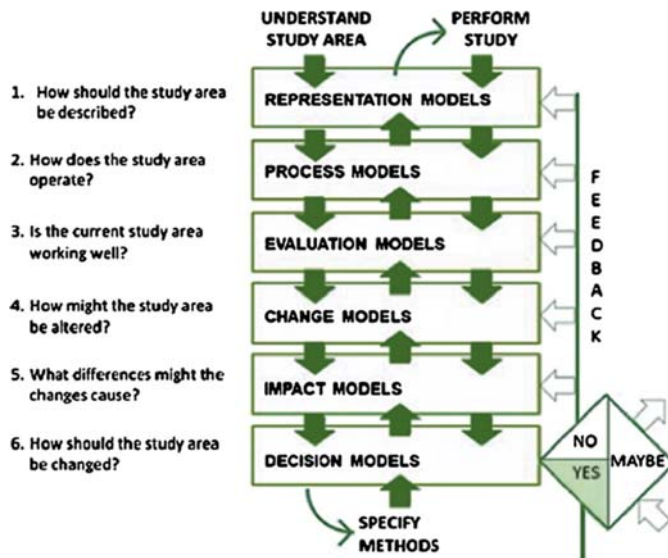 UNDERSTAND
STUDY AREA
PERFORM
STUDY
1. How should the study area
be described?
REPRESENTATION MODELS
2. How does the study area
operate?
PROCESS MODELS
3. Is the current study area
working well?
EVALUATION MODELS
4. How might the study area
be altered?
CHANGE MODELS
5. What differences might the
changes cause?
IMPACT MODELS
6. How should the study area
be changed?
DECISION MODELS
FEEDBACK
NO
YES
MAYBE
SPECIFY
METHODS